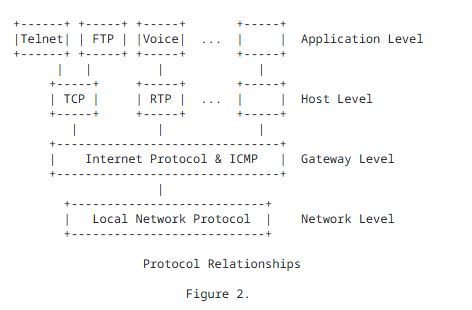 +------+ +-----+ +-----+       +-----+
|Telnet| | FTP | |Voice|  ...  |     |  Application Level
+------+ +-----+ +-----+       +-----+
      |   |         |             |
     +-----+     +-----+       +-----+
     | TCP |     | RTP |  ...  |     |  Host Level
     +-----+     +-----+       +-----+
        |           |             |
     +-------------------------------+
     |    Internet Protocol & ICMP   |  Gateway Level
     +-------------------------------+
                    |
       +---------------------------+
       |   Local Network Protocol  |    Network Level
       +---------------------------+
Protocol Relationships
Figure 2.